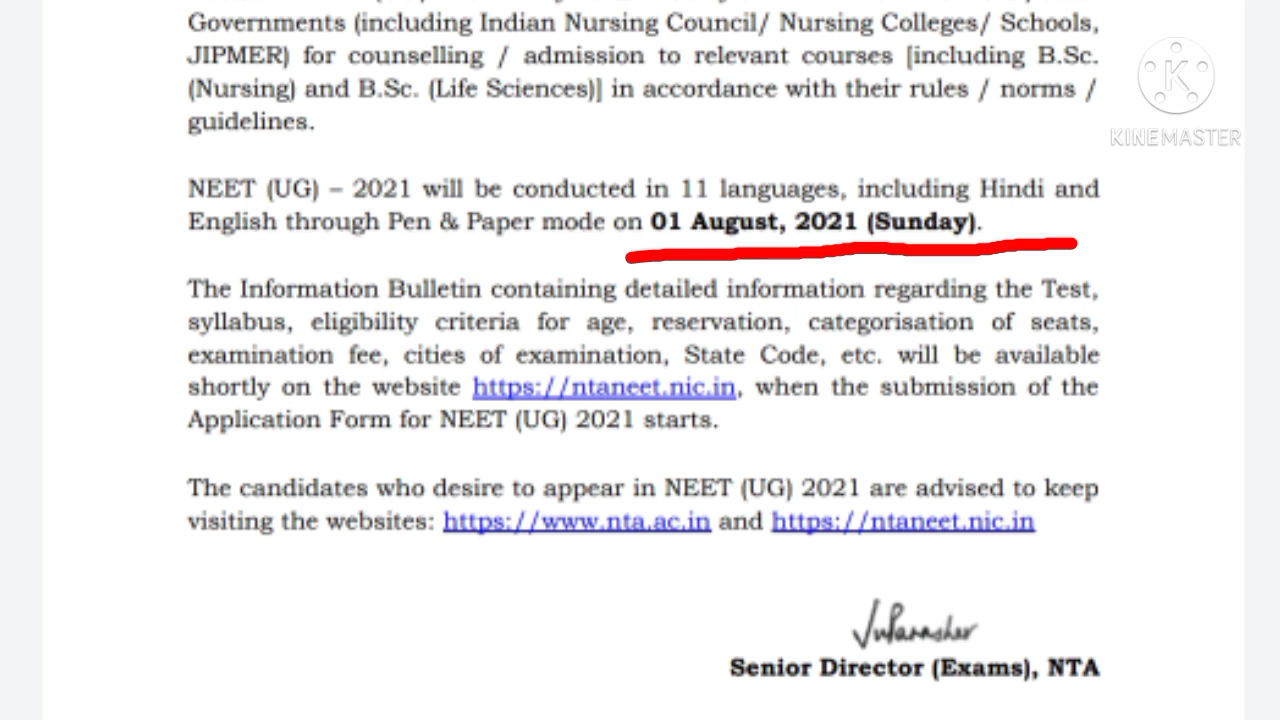 Governments (including Indian Nursing Council/ Nursing Colleges/ Schools,
JIPMER) for counselling / admission to relevant courses [including B.Sc.
(Nursing) and B.Sc. (Life Sciences)] in accordance with their rules / norms /
guidelines.
NEET (UG) – 2021 will be conducted in 11 languages, including Hindi and
English through Pen & Paper mode on 01 August, 2021 (Sunday).
The Information Bulletin containing detailed information regarding the Test,
syllabus, eligibility criteria for age, reservation, categorisation of seats,
examination fee, cities of examination, State Code, etc. will be available
shortly on the website https://ntaneet.nic.in, when the submission of the
Application Form for NEET (UG) 2021 starts.
The candidates who desire to appear in NEET (UG) 2021 are advised to keep
visiting the websites: https://www.nta.ac.in and https://ntaneet.nic.in
Senior Director (Exams), NTA
K
KINEMASTER